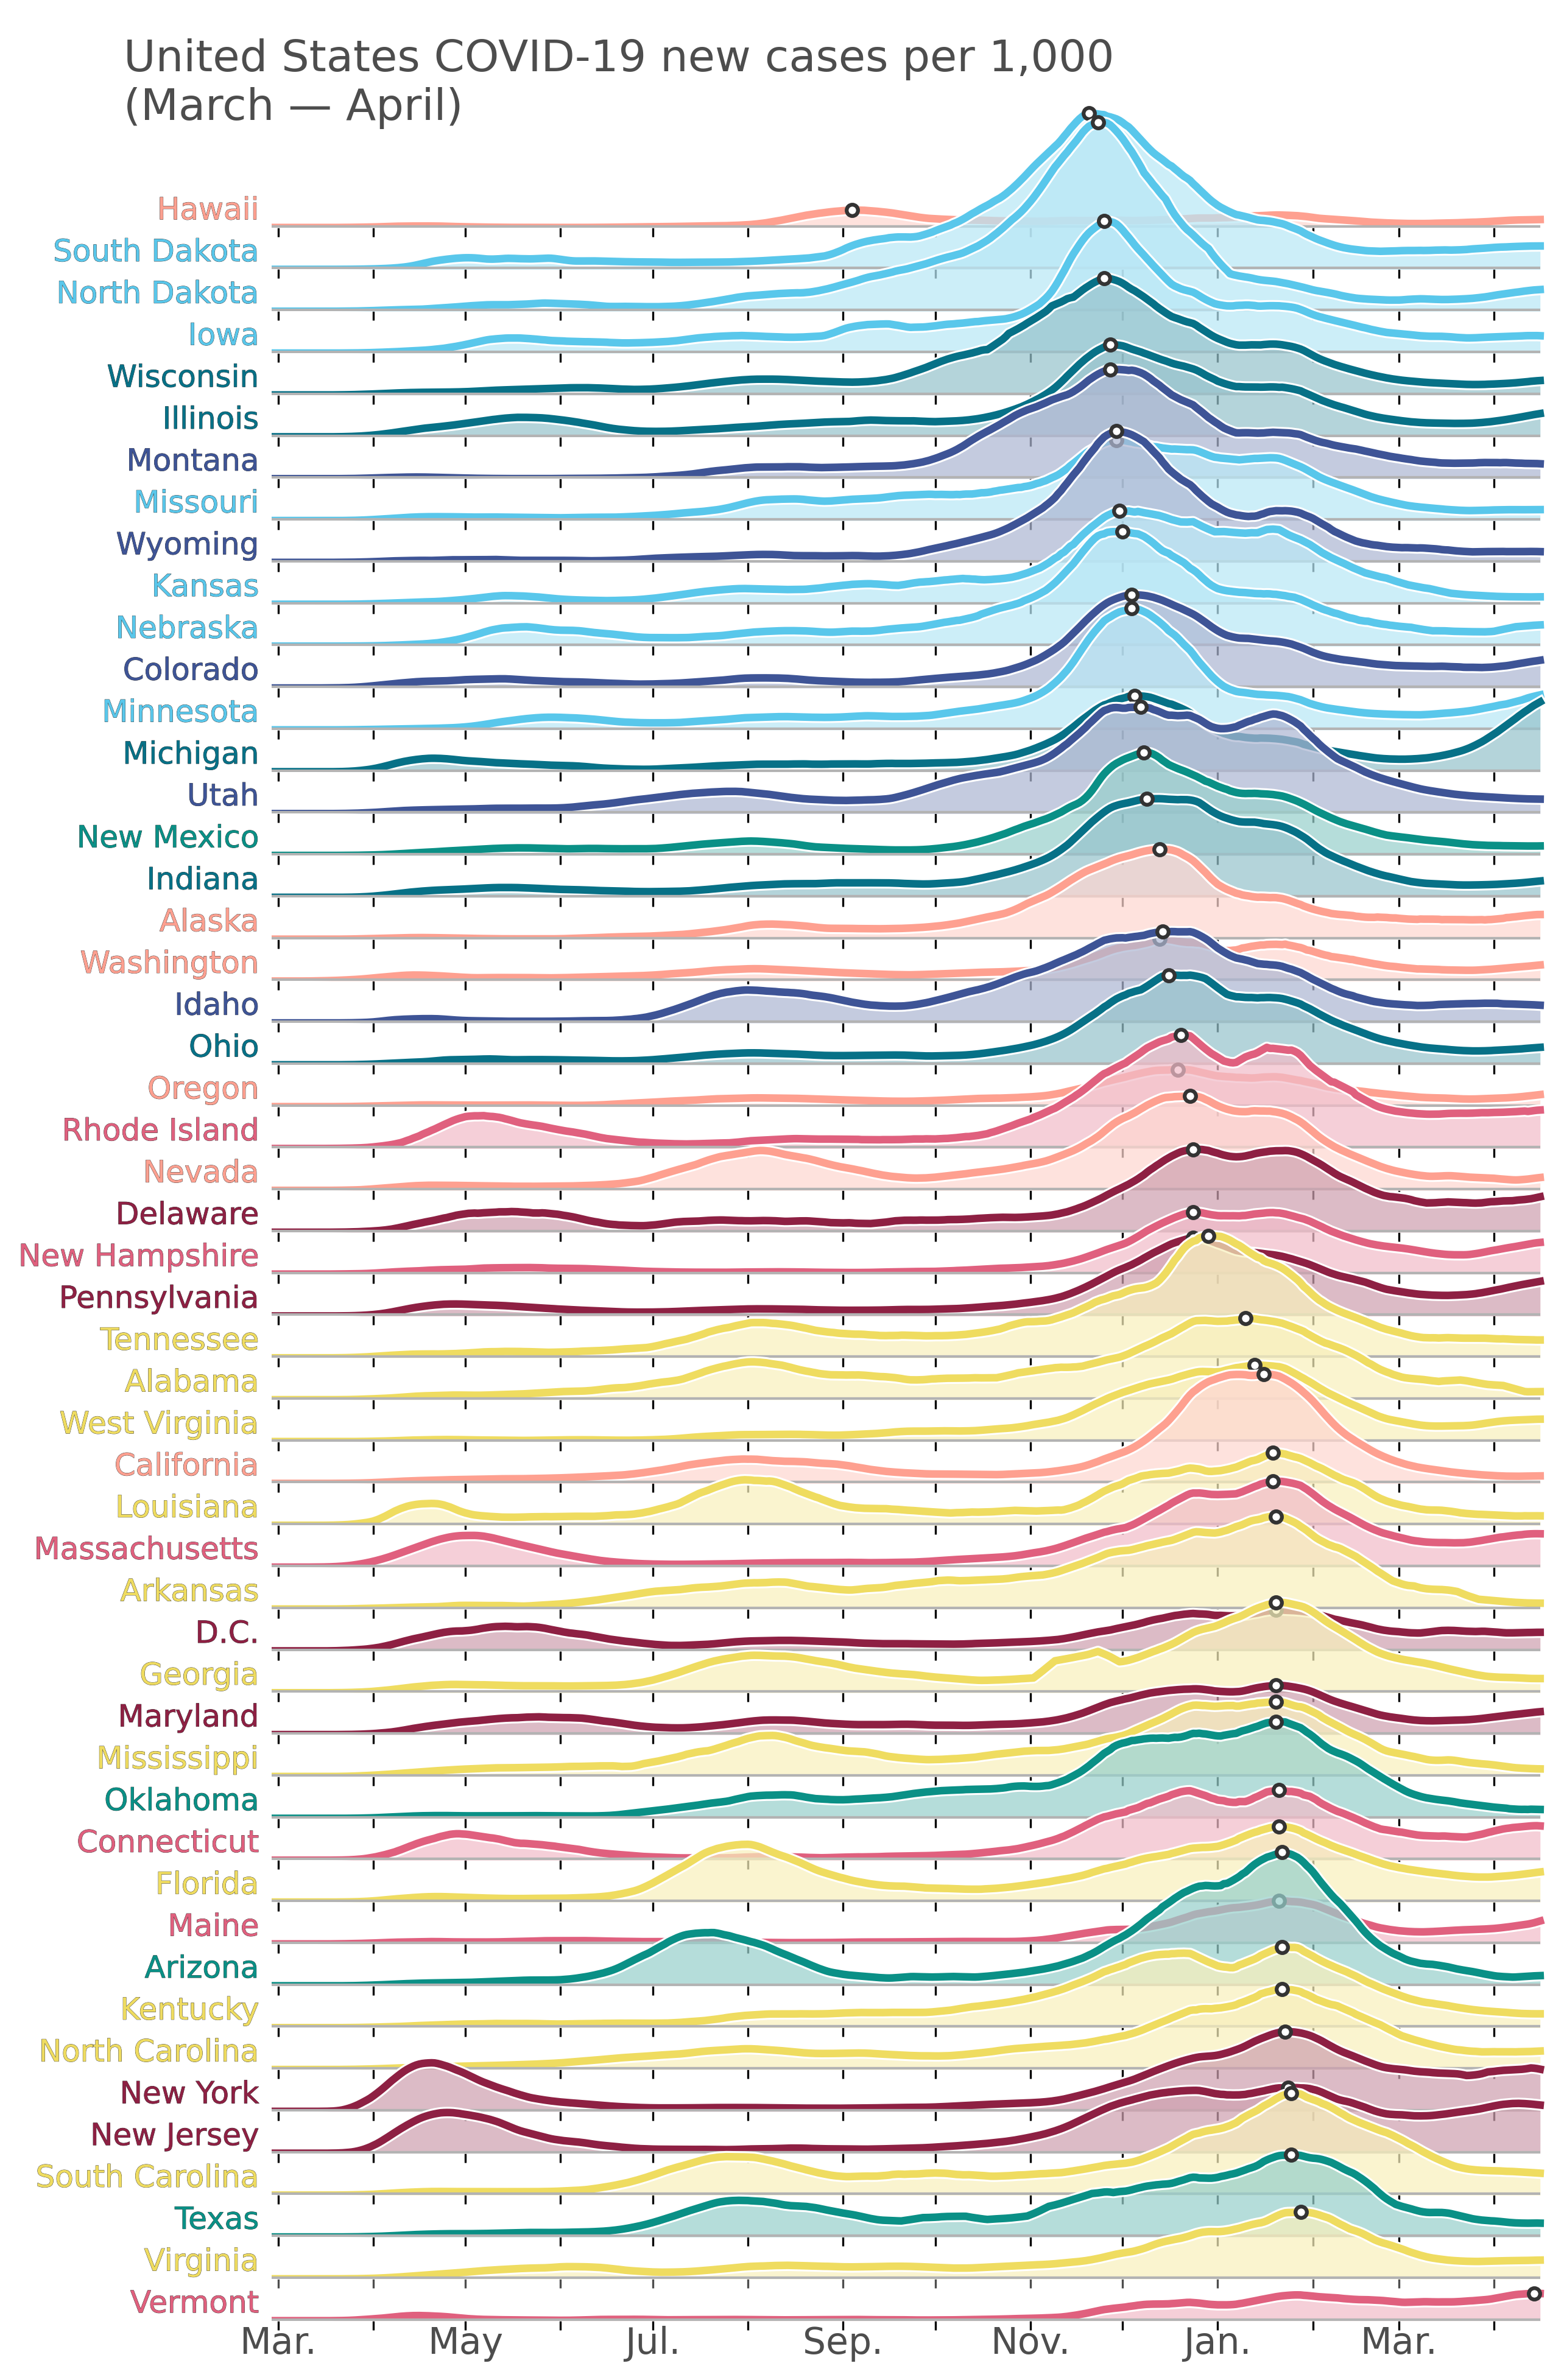 United States COVID-19 new cases per 1,000
(March — April)
Hawaii
South Dakota
North Dakota
Iowa
Wisconsin
Illinois
Montana
Missouri
Wyoming
Kansas
Nebraska
Colorado
Minnesota
Michigan
Utah
New Mexico
Indiana
Alaska
Washington
Idaho
Ohio
Oregon
Rhode Island
Nevada
Delaware
New Hampshire
Pennsylvania
Tennessee
Alabama
West Virginia
California
Louisiana
Massachusetts
Arkansas
D.C.
Georgia
Maryland
Mississippi
Oklahoma
Connecticut
Florida
Maine
Arizona
Kentucky
North Carolina
New York
New Jersey
South Carolina
Texas
Virginia
Vermont
Mar. May Jul. Sep. Nov. Jan. Mar.